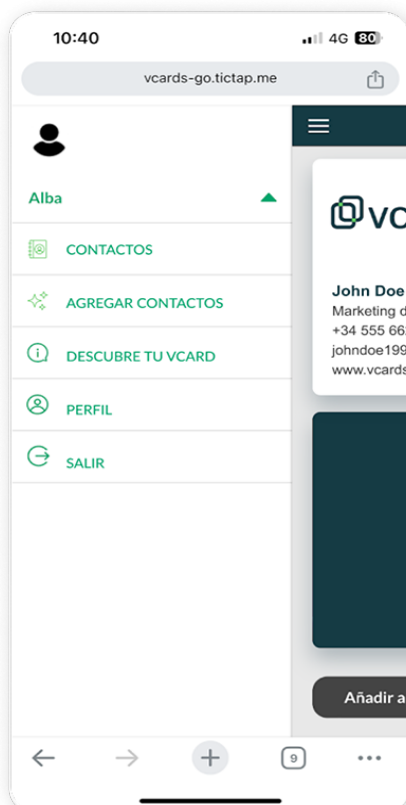 10:40
4G 80
vcards-go.tictap.me
Alba
CONTACTOS
AGREGAR CONTACTOS
DESCUBRE TU VCARD
PERFIL
SALIR
vc
John Doe
Marketing d
+34 555 66
johndoe199
www.vcards
Añadir a
9